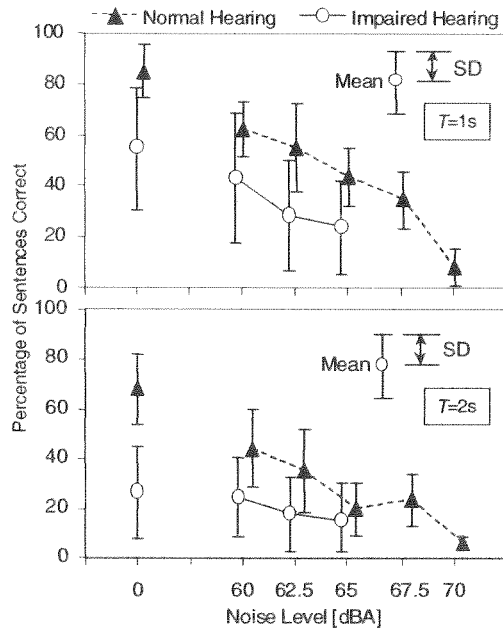 Normal Hearing Impaired Hearing
100
80
60
40
20
0
Mean SD
T=1s
100
80
60
40
20
0
Mean SD
T=2s
0 60 62.5 65 67.5 70
Noise Level [dBA]
Percentage of Sentences Correct